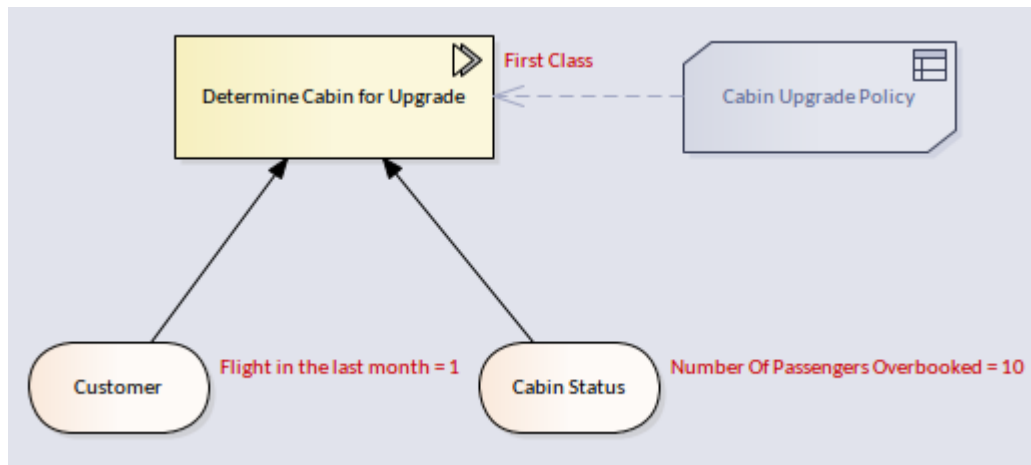 First Class
Determine Cabin for Upgrade
Cabin Upgrade Policy
Customer
Flight in the last month = 1
Cabin Status
Number Of Passengers Overbooked = 10